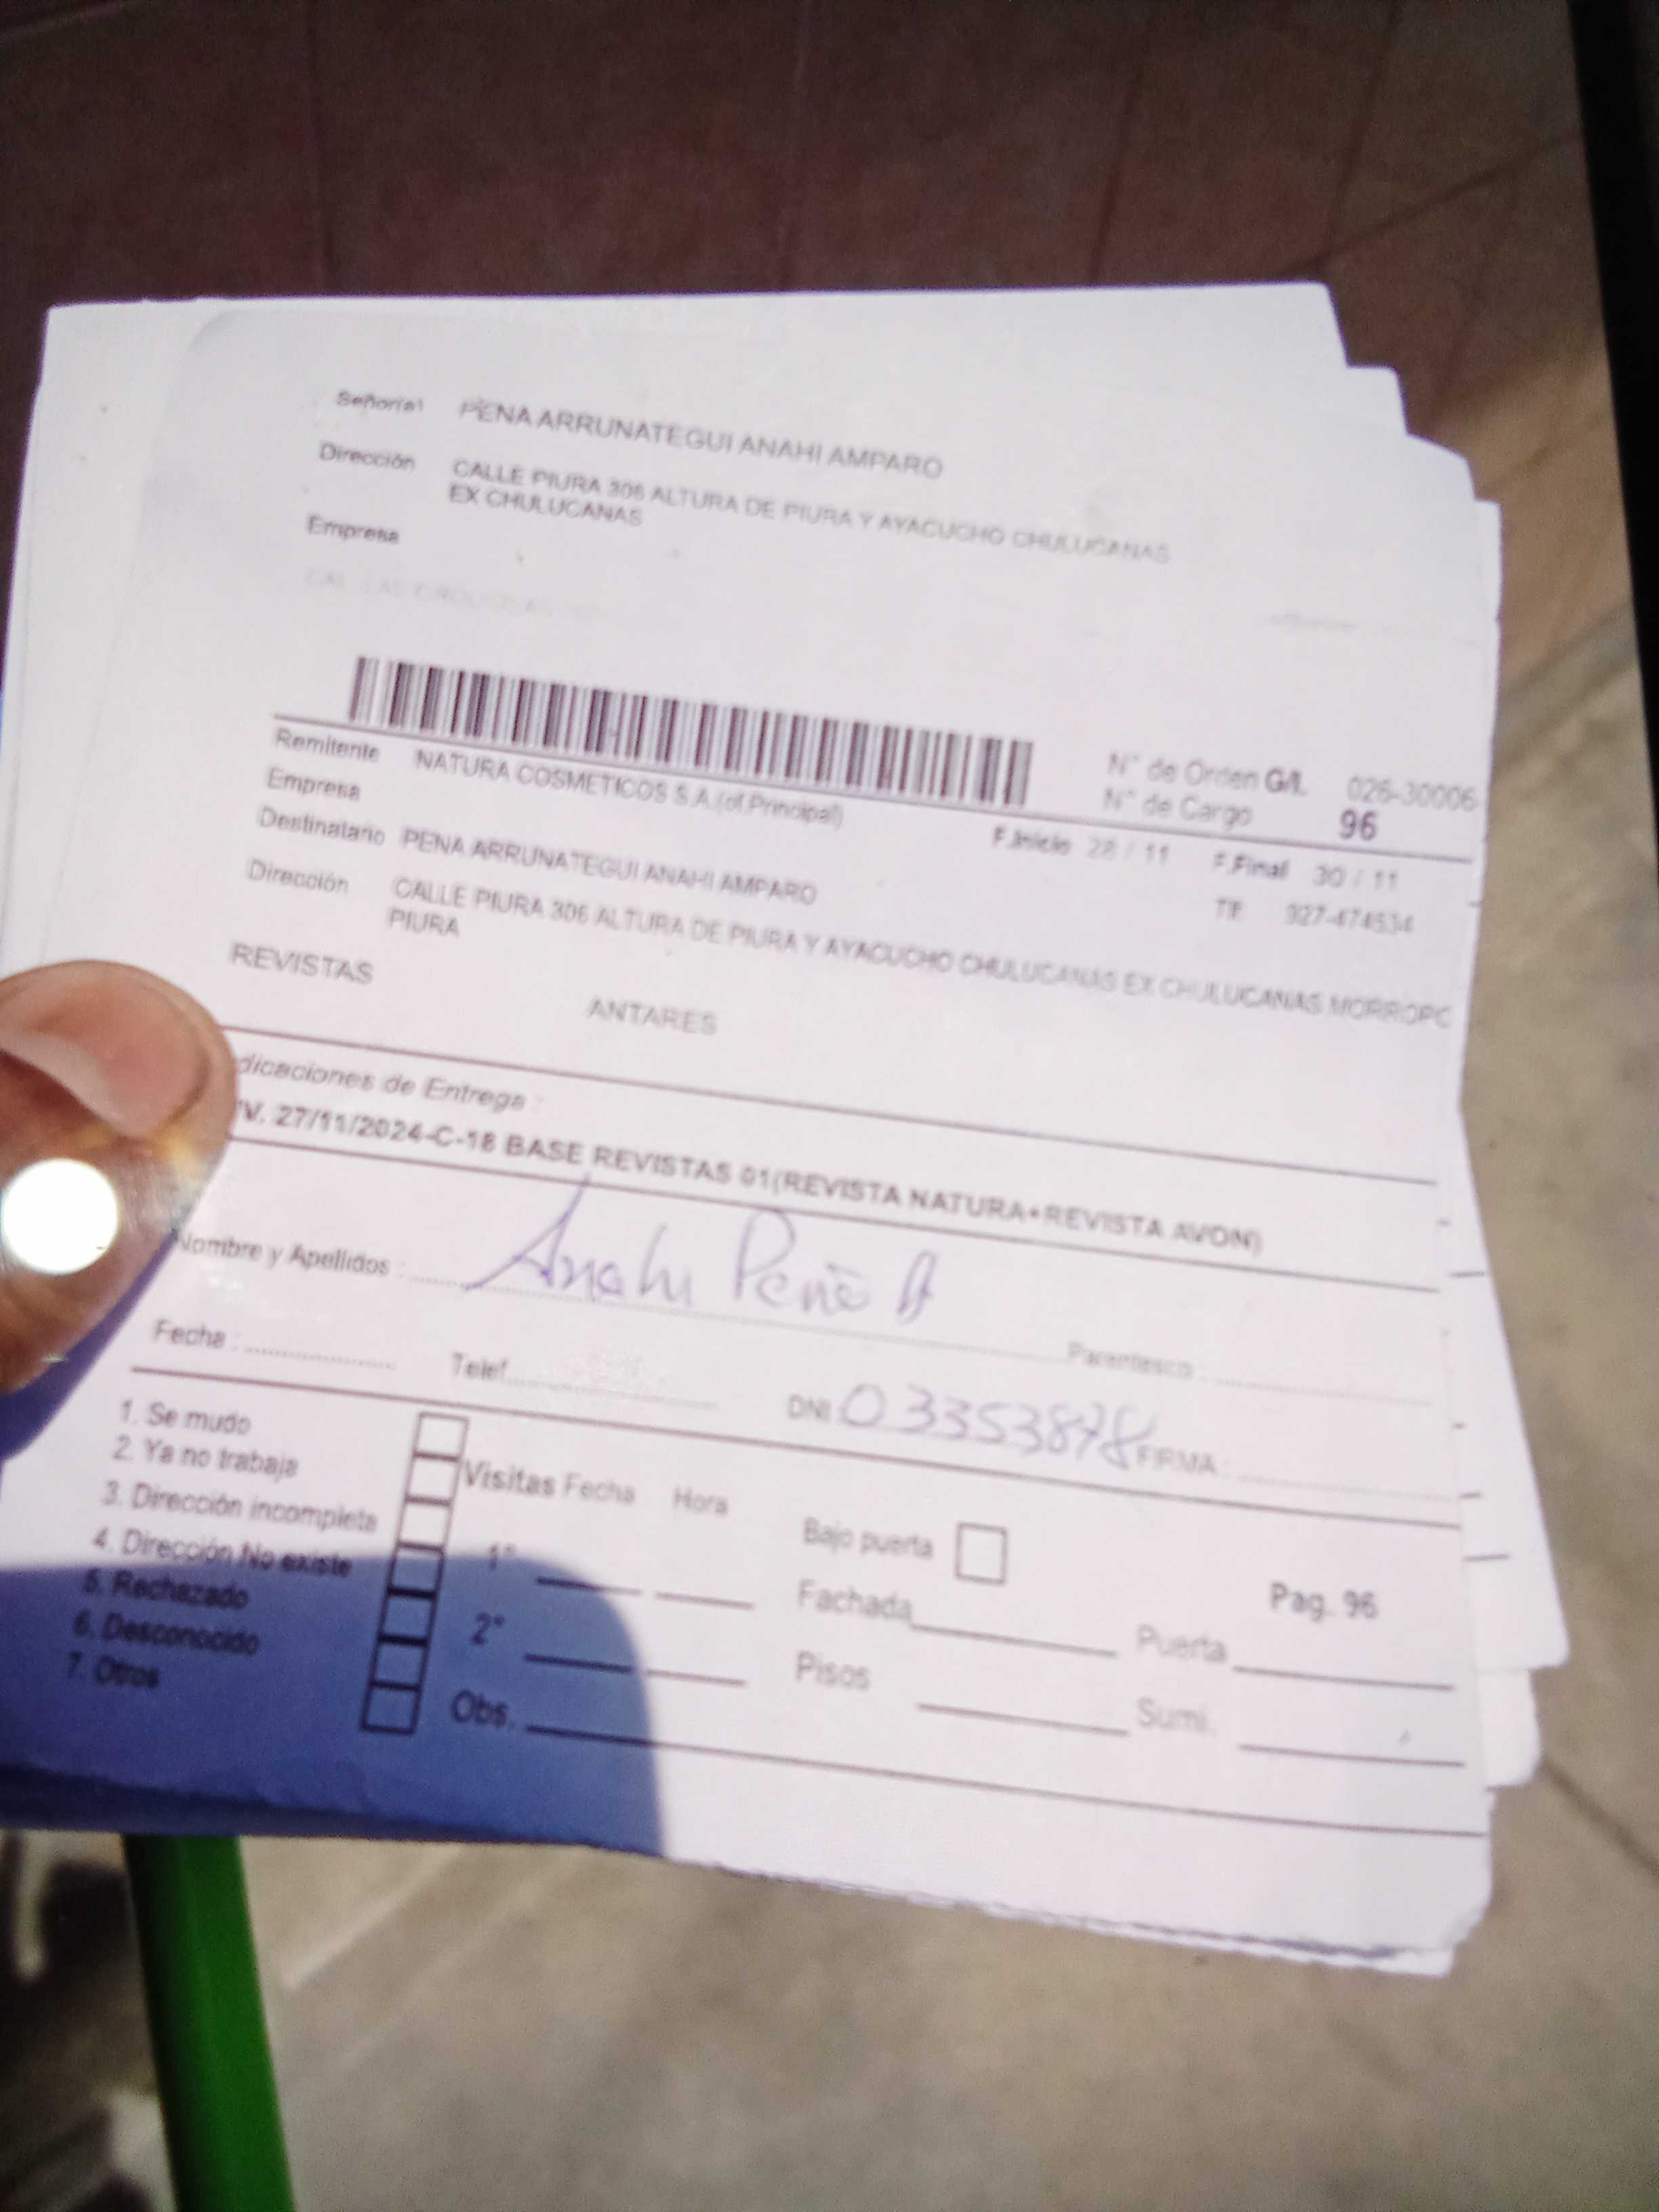 Señor(a) PENA ARRUNATEGUI ANAHI AMPARO
Dirección CALLE PIURA 306 ALTURA DE PIURA Y AYACUCHO CHULUCANAS
EX CHULUCANAS
Empresa
N° de Orden G/L 026-30006
N° de Cargo 96
Remitente NATURA COSMETICOS S.A.(of.Principal)
F.Inicio 28 / 11 F.Final 30 / 11
Empresa
Destinatario PENA ARRUNATEGUI ANAHI AMPARO
Tlf. 927-474534
Dirección CALLE PIURA 306 ALTURA DE PIURA Y AYACUCHO CHULUCANAS EX CHULUCANAS MORROPO
PIURA
REVISTAS ANTARES
dicaciones de Entrega :
V. 27/11/2024-C-18 BASE REVISTAS 01(REVISTA NATURA+REVISTA AVON)
Nombre y Apellidos : Anahi Peña A
Parentesco :
Fecha : Telef. DNI 03353878 FIRMA :
1. Se mudo
2. Ya no trabaja
3. Dirección incompleta
4. Dirección No existe
5. Rechazado
6. Desconocido
7. Otros
Visitas Fecha Hora
1°
2°
Obs.
Bajo puerta
Fachada Puerta
Pisos Sumi.
Pag. 96